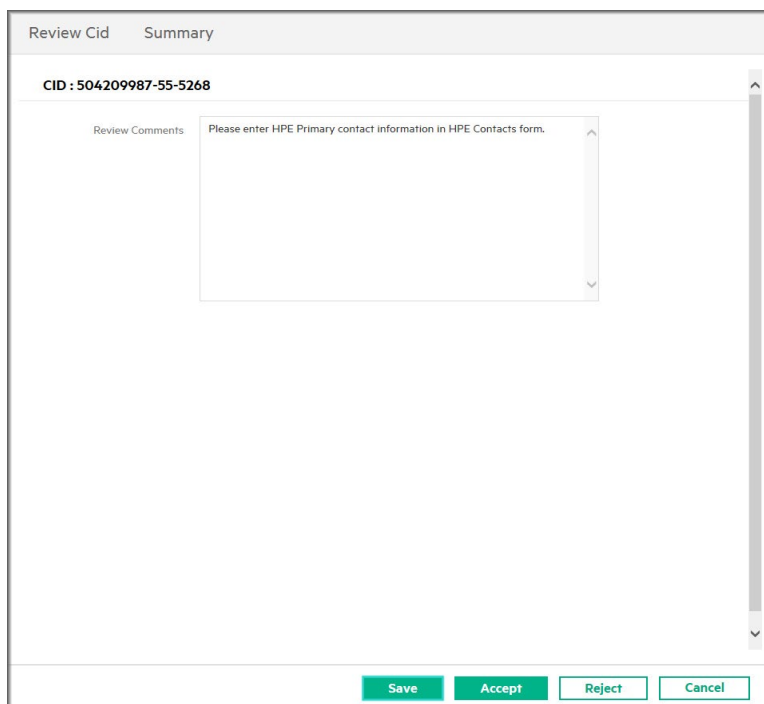 Review Cid Summary
CID : 504209987-55-5268
Review Comments Please enter HPE Primary contact information in HPE Contacts form.
Save Accept Reject Cancel